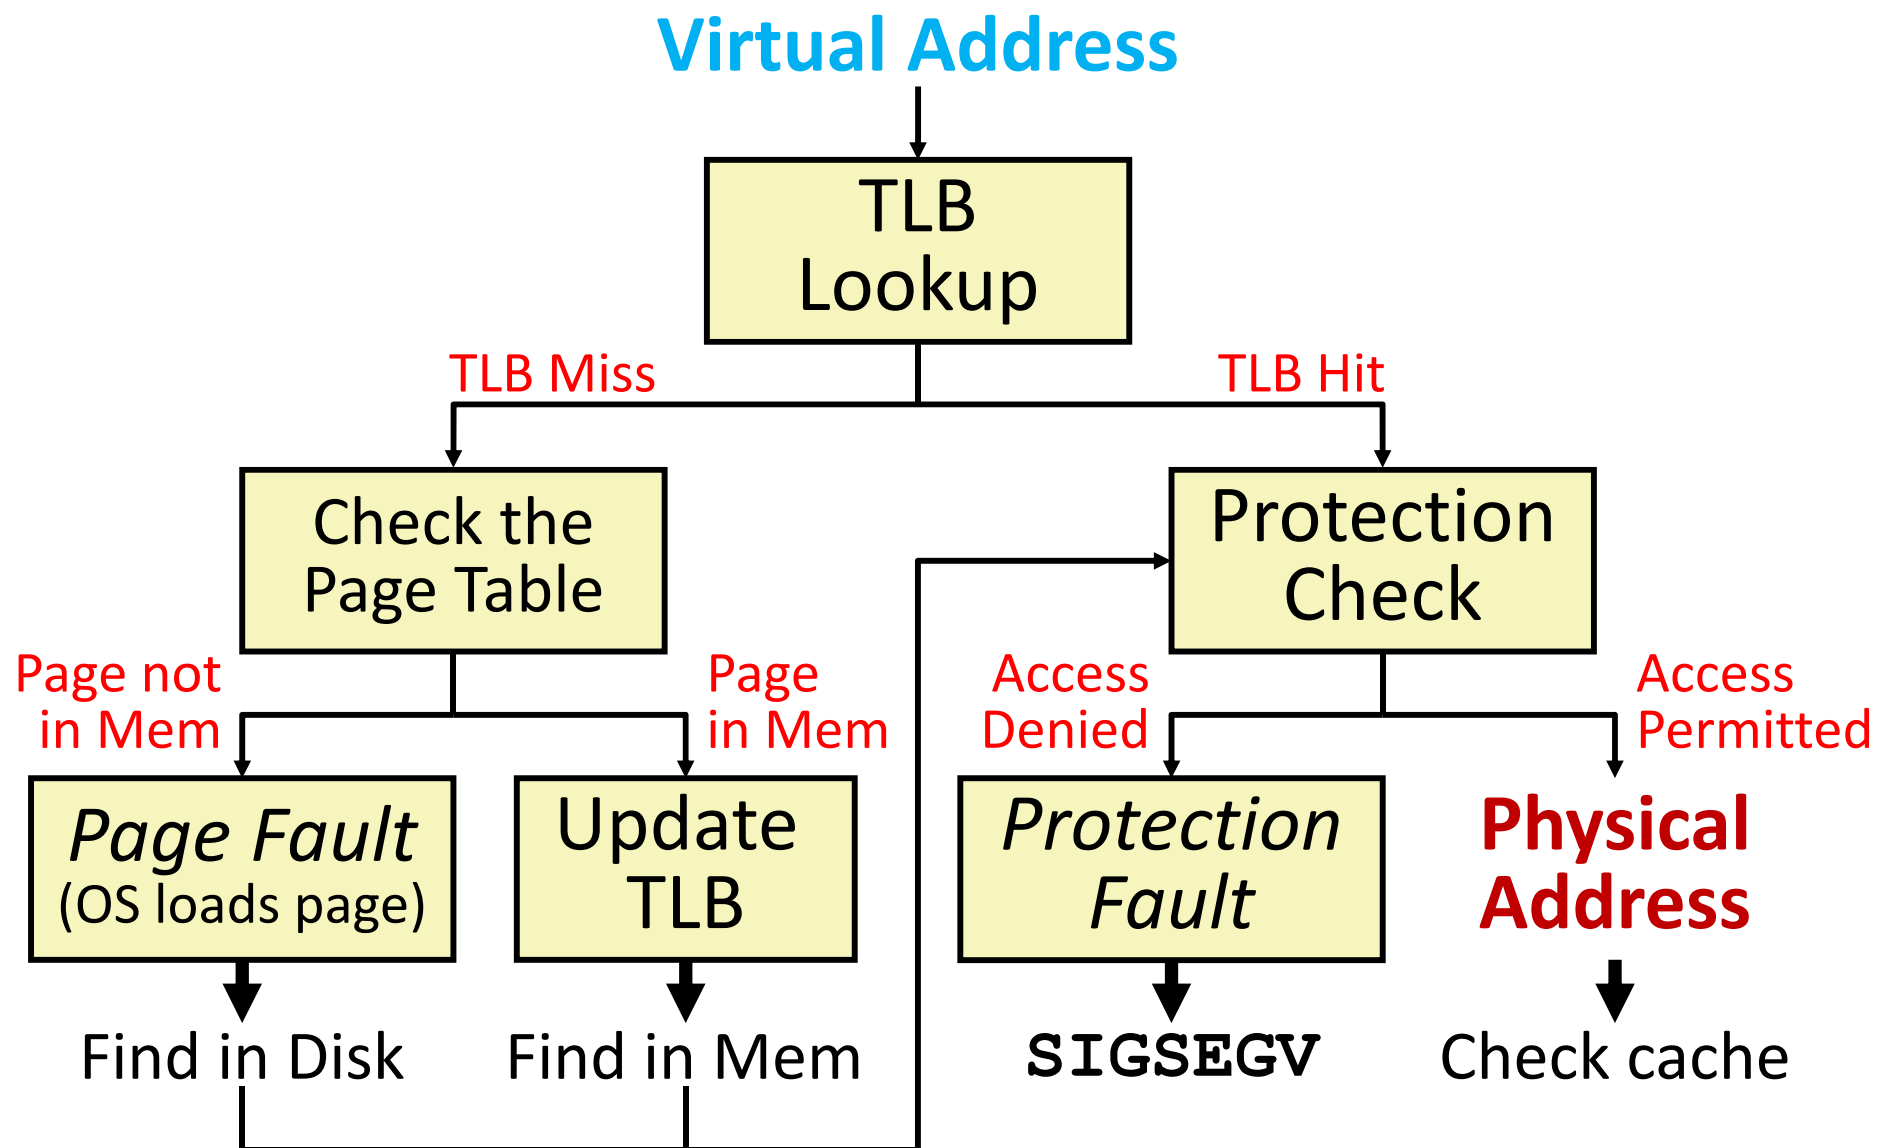 Virtual Address
TLB
Lookup
TLB Miss
TLB Hit
Check the
Page Table
Protection
Check
Page not
in Mem
Page
in Mem
Access
Denied
Access
Permitted
Page Fault
(OS loads page)
Update
TLB
Protection
Fault
Physical
Address
Find in Disk
Find in Mem
SIGSEGV
Check cache